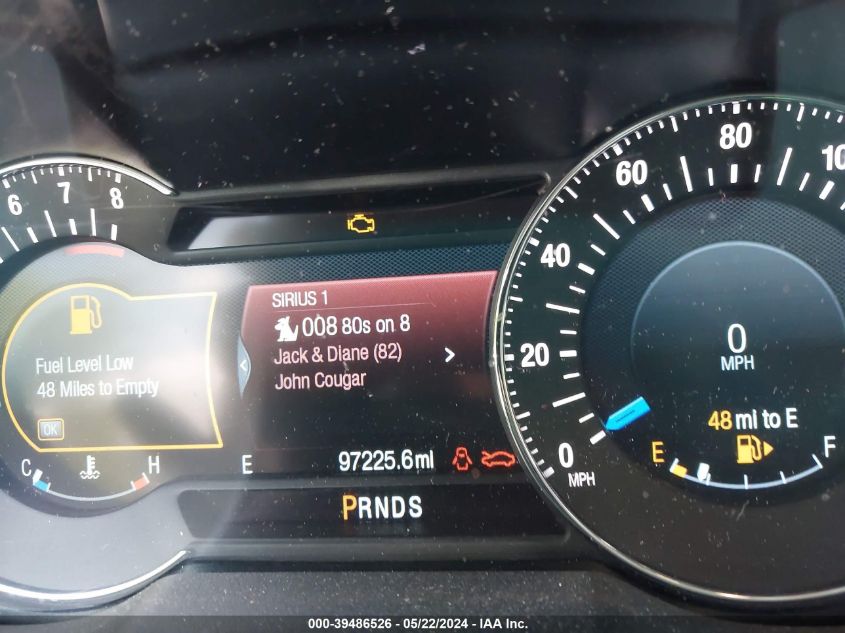 6 7 8
Fuel Level Low
48 Miles to Empty
OK
C H
SIRIUS 1
008 80s on 8
Jack & Diane (82)
John Cougar
E 97225.6mi
PRNDS
0 20 40 60 80
MPH
0
MPH
48 mi to E
E F
000-39486526 - 05/22/2024 - IAA Inc.